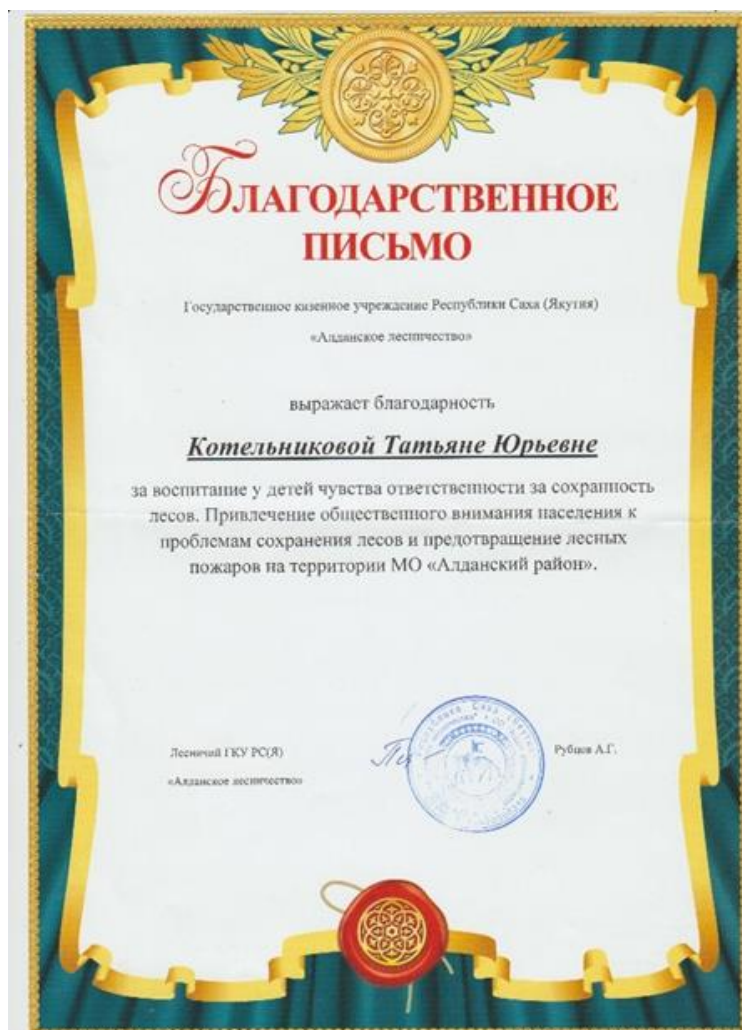 БЛАГОДАРСТВЕННОЕ
ПИСЬМО
Государственное казенное учреждение Республики Саха (Якутия)
«Алданское лесничество»
выражает благодарность
Котельниковой Татьяне Юрьевне
за воспитание у детей чувства ответственности за сохранность
лесов. Привлечение общественного внимания населения к
проблемам сохранения лесов и предотвращение лесных
пожаров на территории МО «Алданский район».
Лесничий ГКУ РС(Я)
«Алданское лесничество»
Рубцов А.Г.